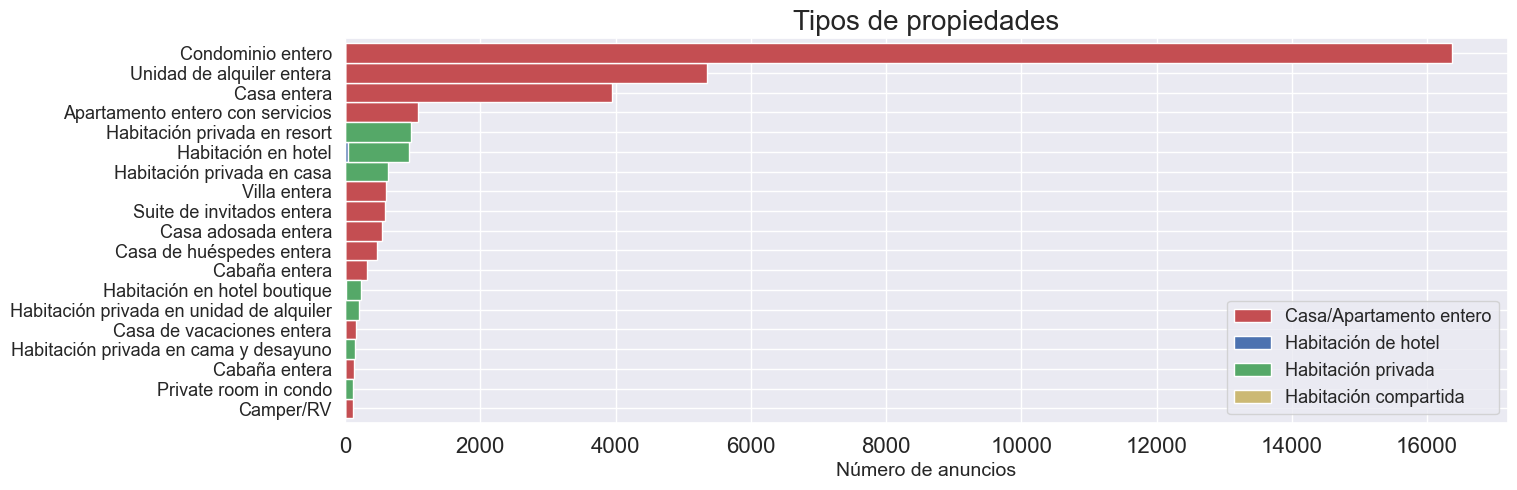 Tipos de propiedades
Condominio entero
Unidad de alquiler entera
Casa entera
Apartamento entero con servicios
Habitación privada en resort
Habitación en hotel
Habitación privada en casa
Villa entera
Suite de invitados entera
Casa adosada entera
Casa de huéspedes entera
Cabaña entera
Habitación en hotel boutique
Habitación privada en unidad de alquiler
Casa de vacaciones entera
Habitación privada en cama y desayuno
Cabaña entera
Private room in condo
Camper/RV
Casa/Apartamento entero
Habitación de hotel
Habitación privada
Habitación compartida
0 2000 4000 6000 8000 10000 12000 14000 16000
Número de anuncios